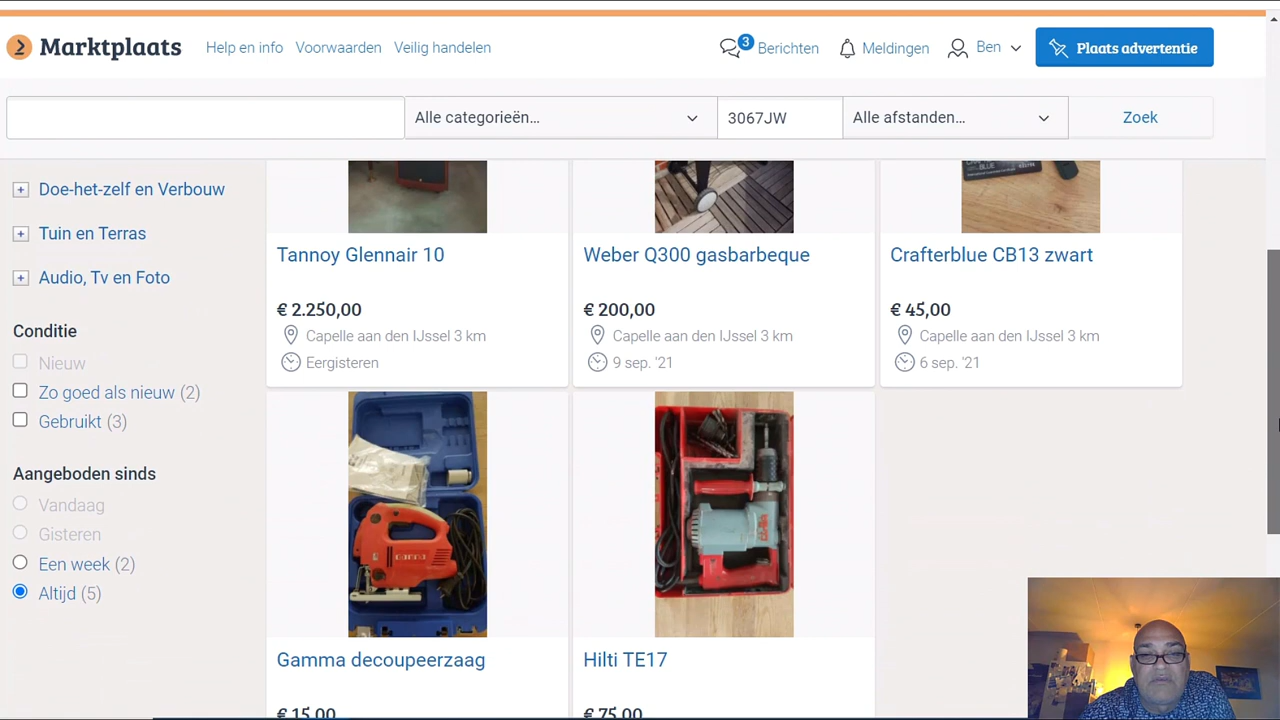 Marktplaats
Help en info Voorwaarden Veilig handelen
3 Berichten Meldingen Ben Plaats advertentie
Alle categorieën... 3067JW Alle afstanden... Zoek
Doe-het-zelf en Verbouw
Tuin en Terras
Audio, Tv en Foto
Conditie
Nieuw
Zo goed als nieuw (2)
Gebruikt (3)
Aangeboden sinds
Vandaag
Gisteren
Een week (2)
Altijd (5)
Tannoy Glennair 10
€ 2.250,00
Capelle aan den IJssel 3 km
Eergisteren
Weber Q300 gasbarbeque
€ 200,00
Capelle aan den IJssel 3 km
9 sep. '21
Crafterblue CB13 zwart
€ 45,00
Capelle aan den IJssel 3 km
6 sep. '21
Gamma decoupeerzaag
€ 15,00
Hilti TE17
€ 75,00